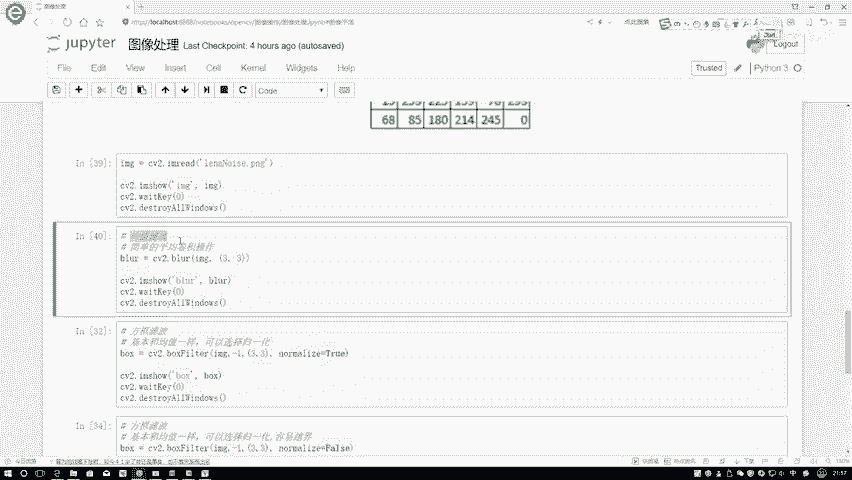 图像处理
https://localhost:8888/notebooks/opencv/
点此搜索
jupyter 图像处理 Last Checkpoint: 4 hours ago (autosaved)
Logout
File Edit View Insert Cell Kernel Widgets Help
Trusted
Python 3
Code
68 85 180 214 245 0
In [39]: img = cv2.imread('lenaNoise.png')
cv2.imshow('img', img)
cv2.waitKey(0)
cv2.destroyAllWindows()
In [40]: #
# 简单的平均卷积操作
blur = cv2.blur(img, (3, 3))
cv2.imshow('blur', blur)
cv2.waitKey(0)
cv2.destroyAllWindows()
In [32]: # 方框滤波
# 基本和均值一样，可以选择归一化
box = cv2.boxFilter(img,-1,(3,3), normalize=True)
cv2.imshow('box', box)
cv2.waitKey(0)
cv2.destroyAllWindows()
In [34]: # 方框滤波
# 基本和均值一样，可以选择归一化,容易越界
box = cv2.boxFilter(img,-1,(3,3), normalize=False)
21:57